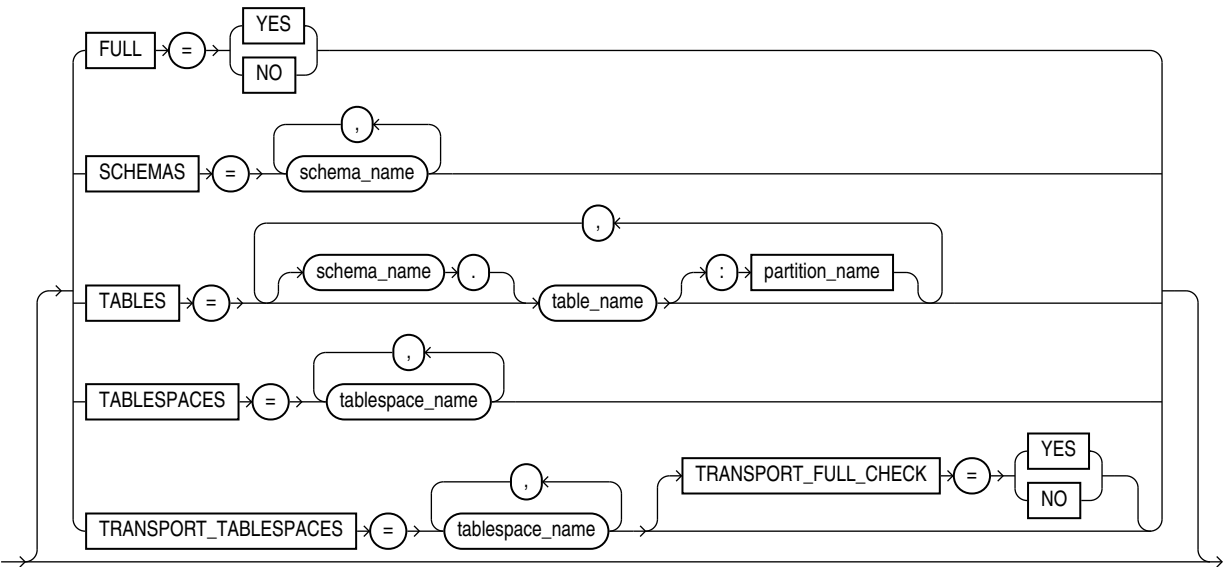 FULL = YES
NO
,
SCHEMAS = schema_name
,
schema_name . : partition_name
TABLES = table_name
,
TABLESPACES = tablespace_name
,
TRANSPORT_FULL_CHECK = YES
NO
TRANSPORT_TABLESPACES = tablespace_name